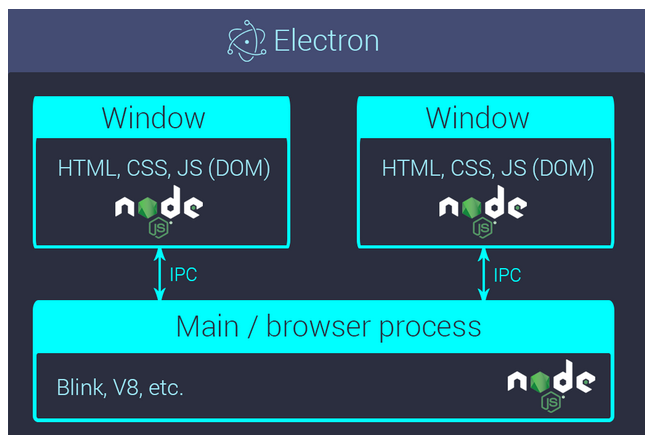 Electron
Window
HTML, CSS, JS (DOM)
node
JS
IPC
Window
HTML, CSS, JS (DOM)
node
JS
IPC
Main / browser process
Blink, V8, etc.
node
JS